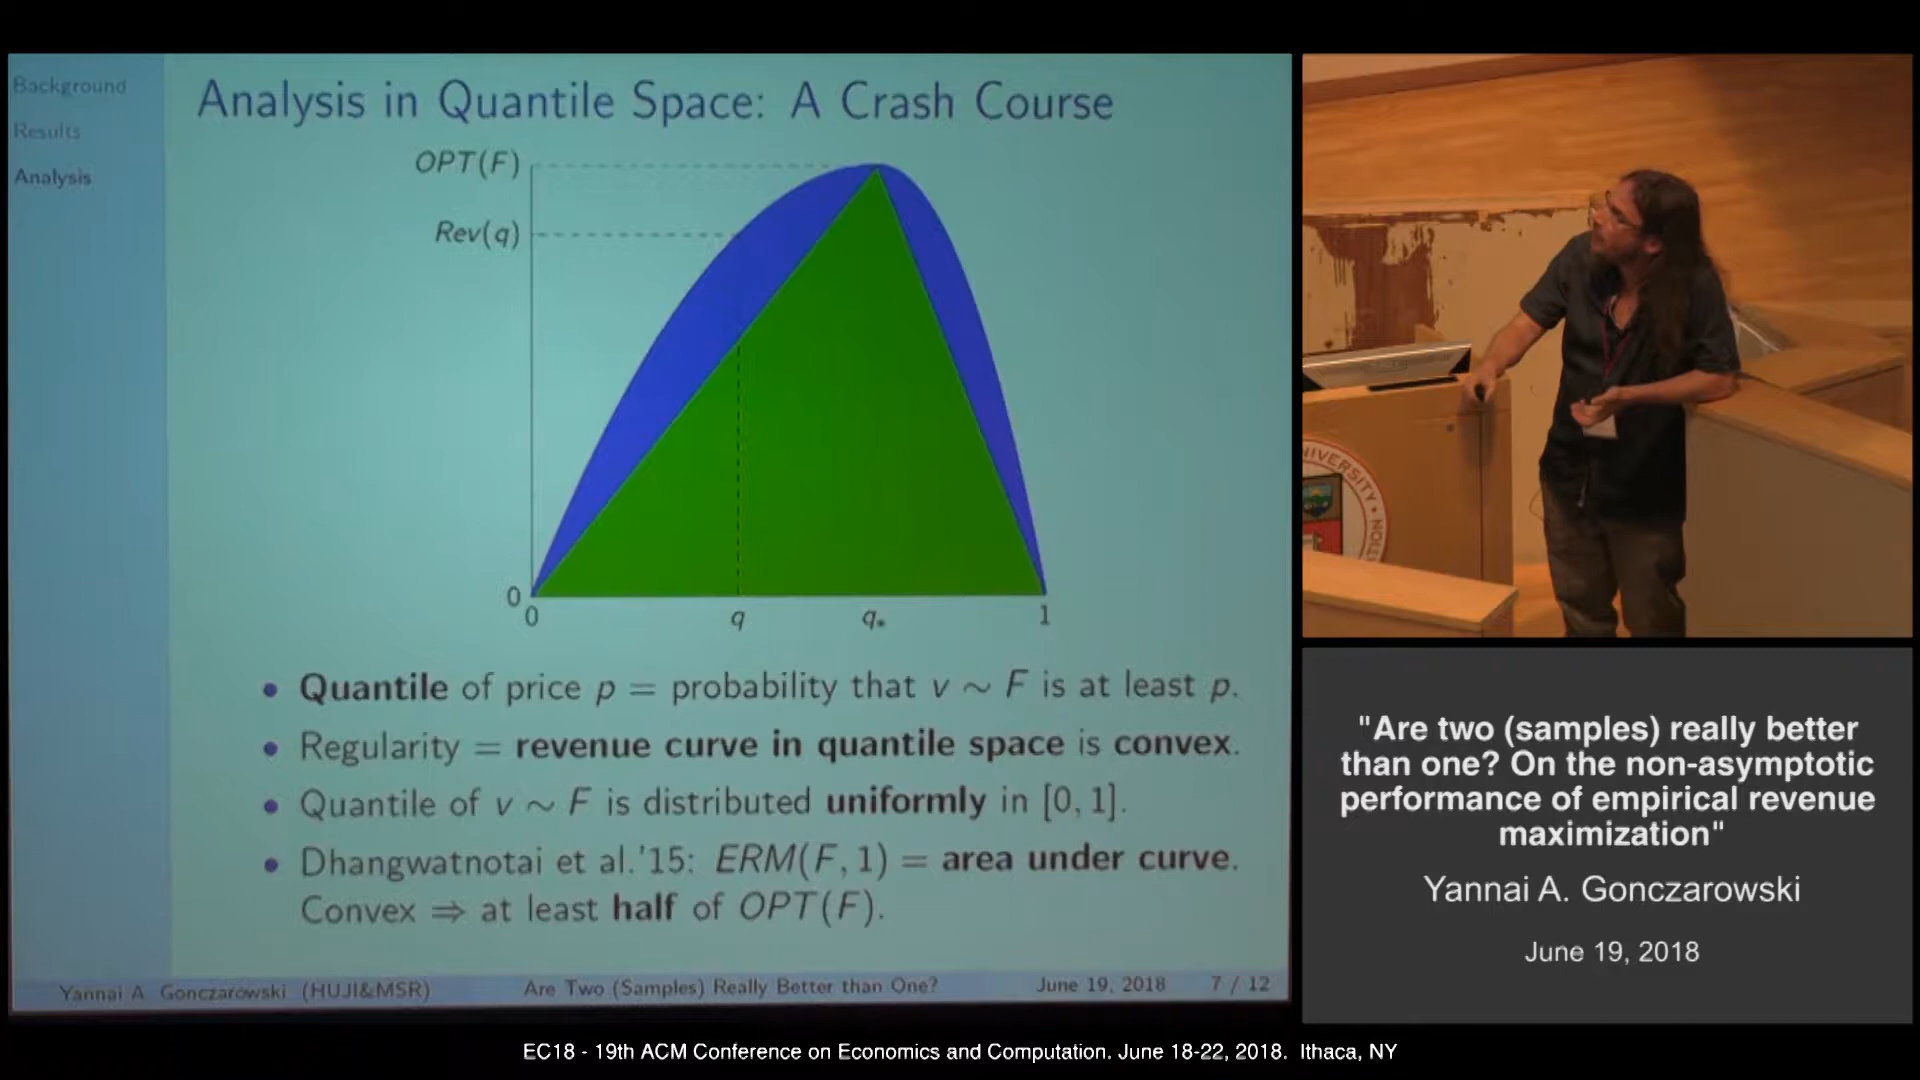 Background
Results
Analysis
Analysis in Quantile Space: A Crash Course
OPT(F)
Rev(q)
0
0 q q* 1
• Quantile of price p = probability that v ∼ F is at least p.
• Regularity = revenue curve in quantile space is convex.
• Quantile of v ∼ F is distributed uniformly in [0, 1].
• Dhangwatnotai et al.'15: ERM(F, 1) = area under curve.
Convex ⇒ at least half of OPT(F).
Yannai A. Gonczarowski (HUJI&MSR) Are Two (Samples) Really Better than One? June 19, 2018 7 / 12
"Are two (samples) really better
than one? On the non-asymptotic
performance of empirical revenue
maximization"
Yannai A. Gonczarowski
June 19, 2018
EC18 - 19th ACM Conference on Economics and Computation. June 18-22, 2018. Ithaca, NY